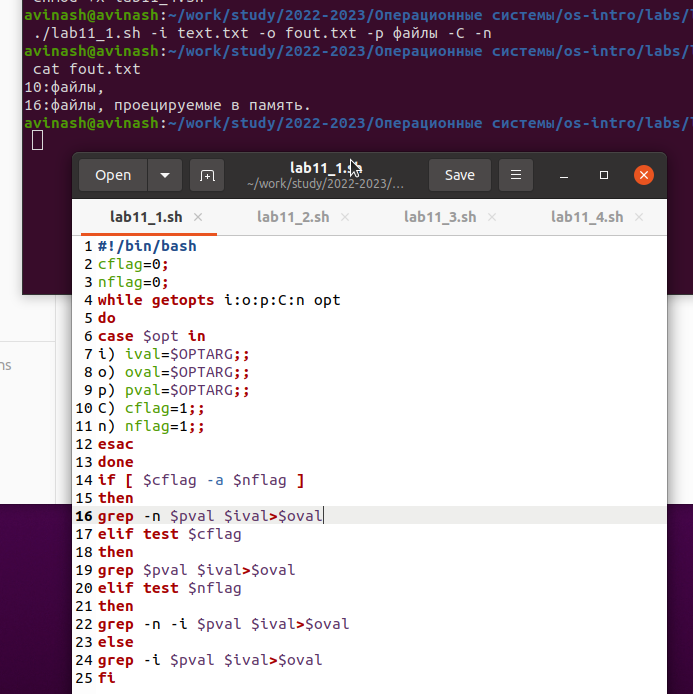 avinash@avinash:~/work/study/2022-2023/Операционные системы/os-intro/labs/
./lab11_1.sh -i text.txt -o fout.txt -p файлы -C -n
avinash@avinash:~/work/study/2022-2023/Операционные системы/os-intro/labs/
cat fout.txt
10:файлы,
16:файлы, проецируемые в память.
avinash@avinash:~/work/study/2022-2023/Операционные системы/os-intro/labs/
Open
lab11_1.sh
~/work/study/2022-2023/...
Save
lab11_1.sh × lab11_2.sh × lab11_3.sh × lab11_4.sh ×
1 #!/bin/bash
2 cflag=0;
3 nflag=0;
4 while getopts i:o:p:C:n opt
5 do
6 case $opt in
7 i) ival=$OPTARG;;
8 o) oval=$OPTARG;;
9 p) pval=$OPTARG;;
10 C) cflag=1;;
11 n) nflag=1;;
12 esac
13 done
14 if [ $cflag -a $nflag ]
15 then
16 grep -n $pval $ival>$oval
17 elif test $cflag
18 then
19 grep $pval $ival>$oval
20 elif test $nflag
21 then
22 grep -n -i $pval $ival>$oval
23 else
24 grep -i $pval $ival>$oval
25 fi